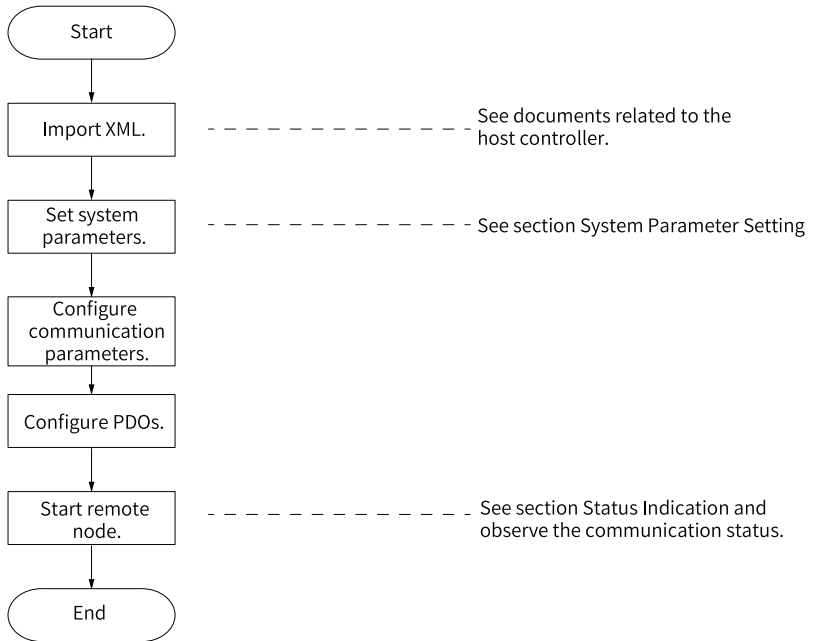 Start
Import XML.
See documents related to the
host controller.
Set system
parameters.
See section System Parameter Setting
Configure
communication
parameters.
Configure PDOs.
Start remote
node.
See section Status Indication and
observe the communication status.
End